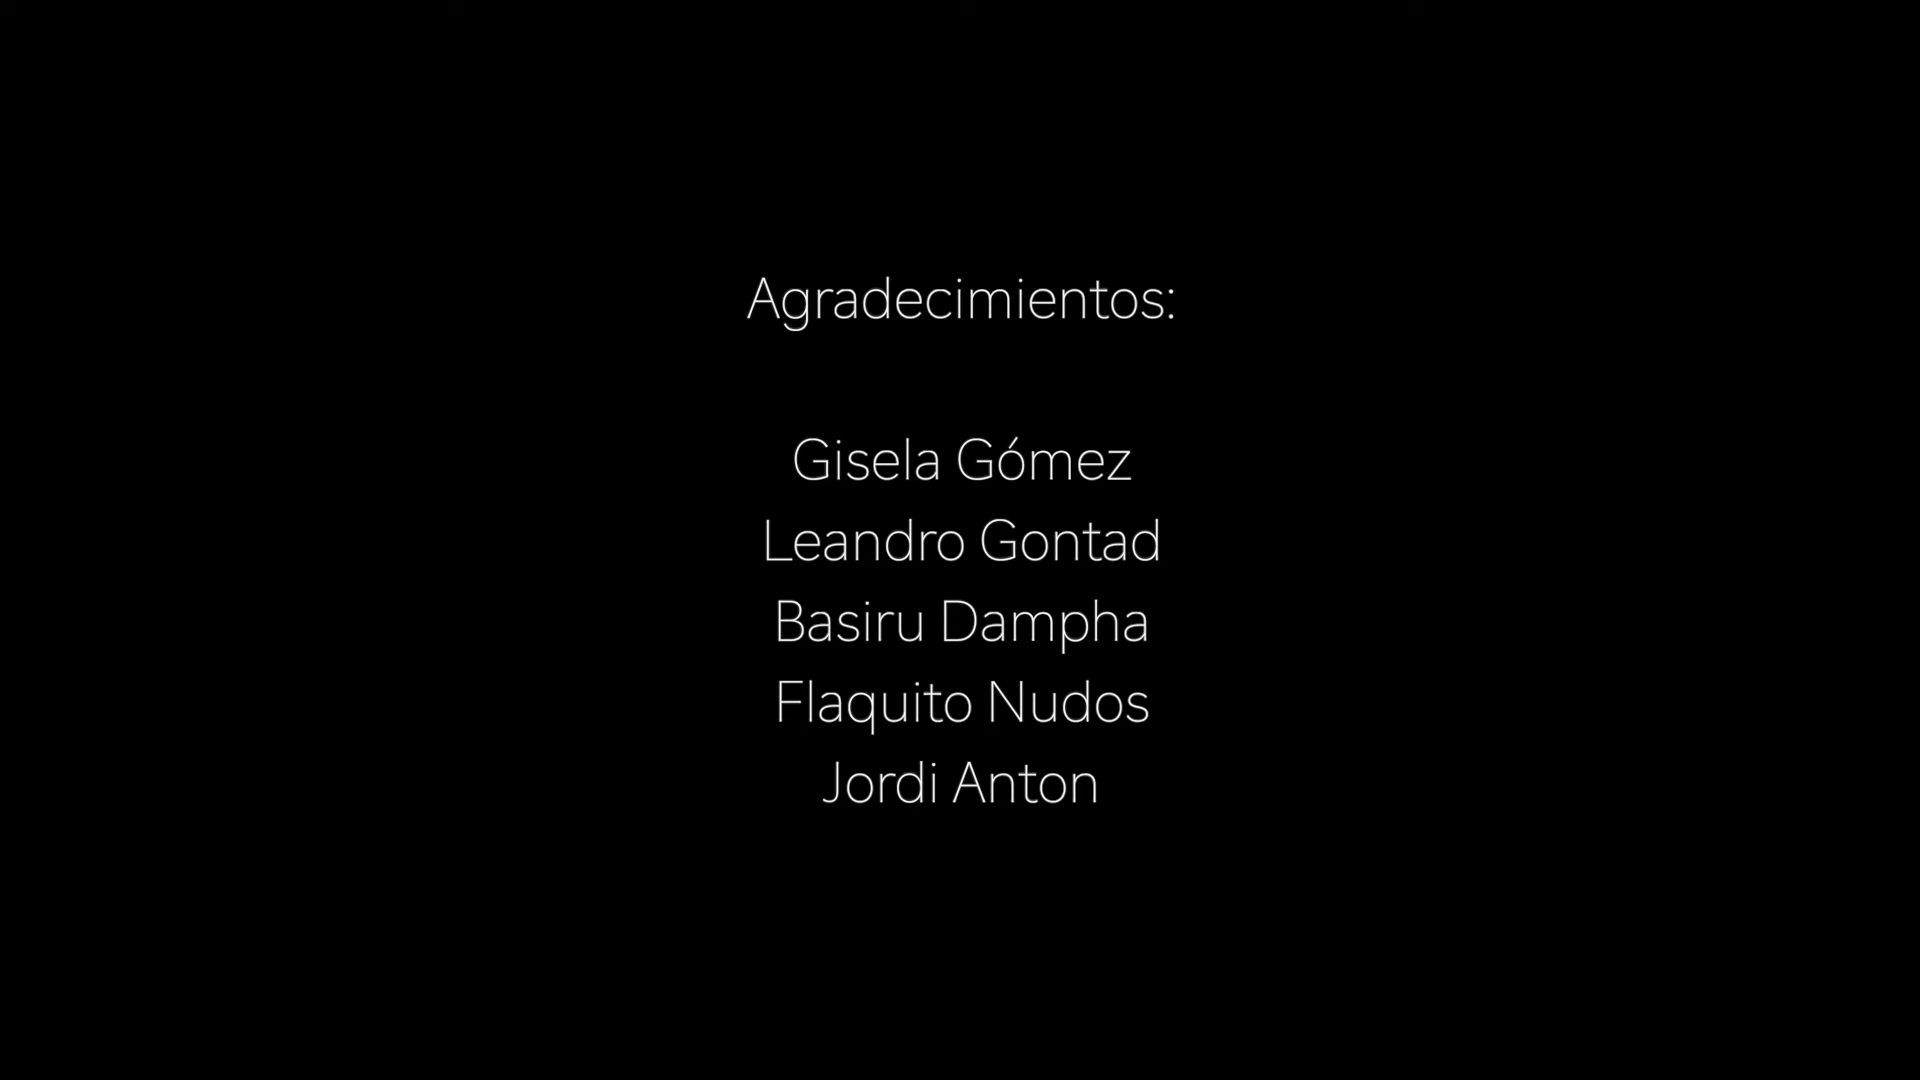 Agradecimientos:
Gisela Gómez
Leandro Gontad
Basiru Dampha
Flaquito Nudos
Jordi Anton